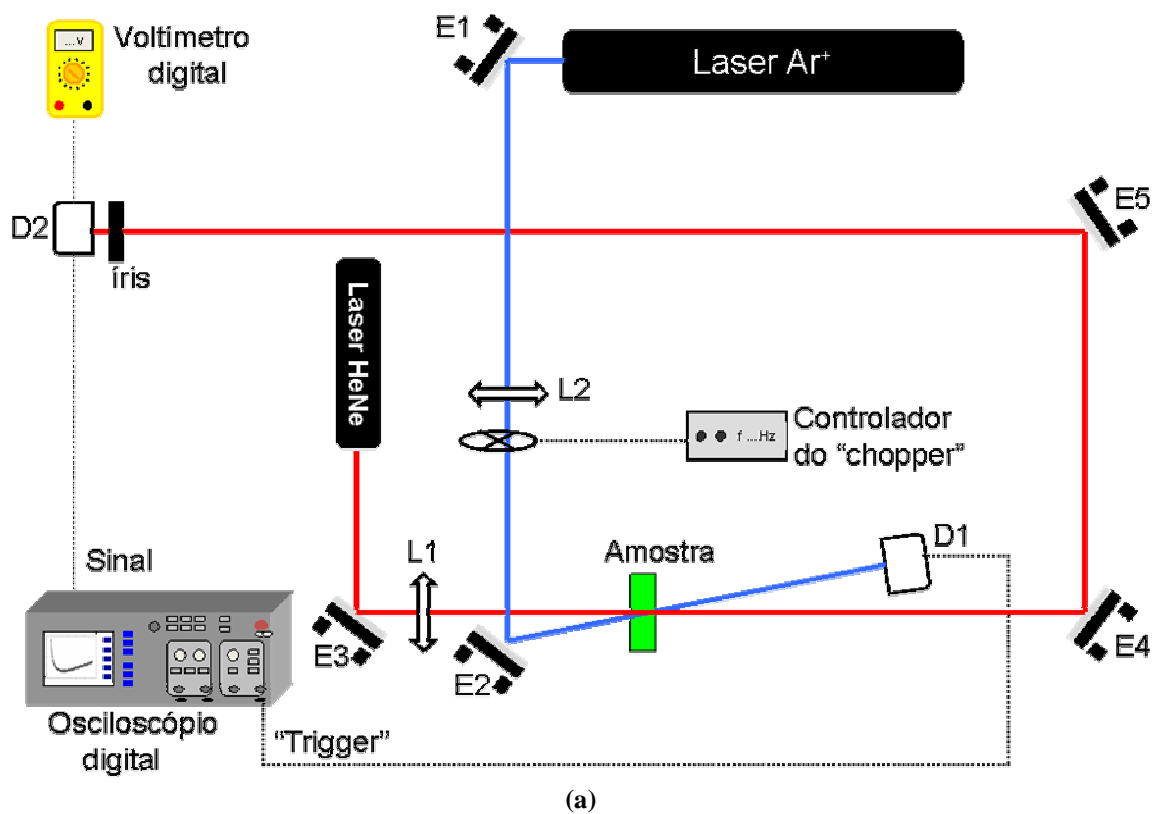 E1
Laser Ar⁺
...v
Voltímetro
digital
E5
D2
íris
Laser HeNe
L2
f ...Hz
Controlador
do “chopper”
D1
Amostra
L1
Sinal
E3
E2
E4
Osciloscópio
digital
“Trigger”
(a)